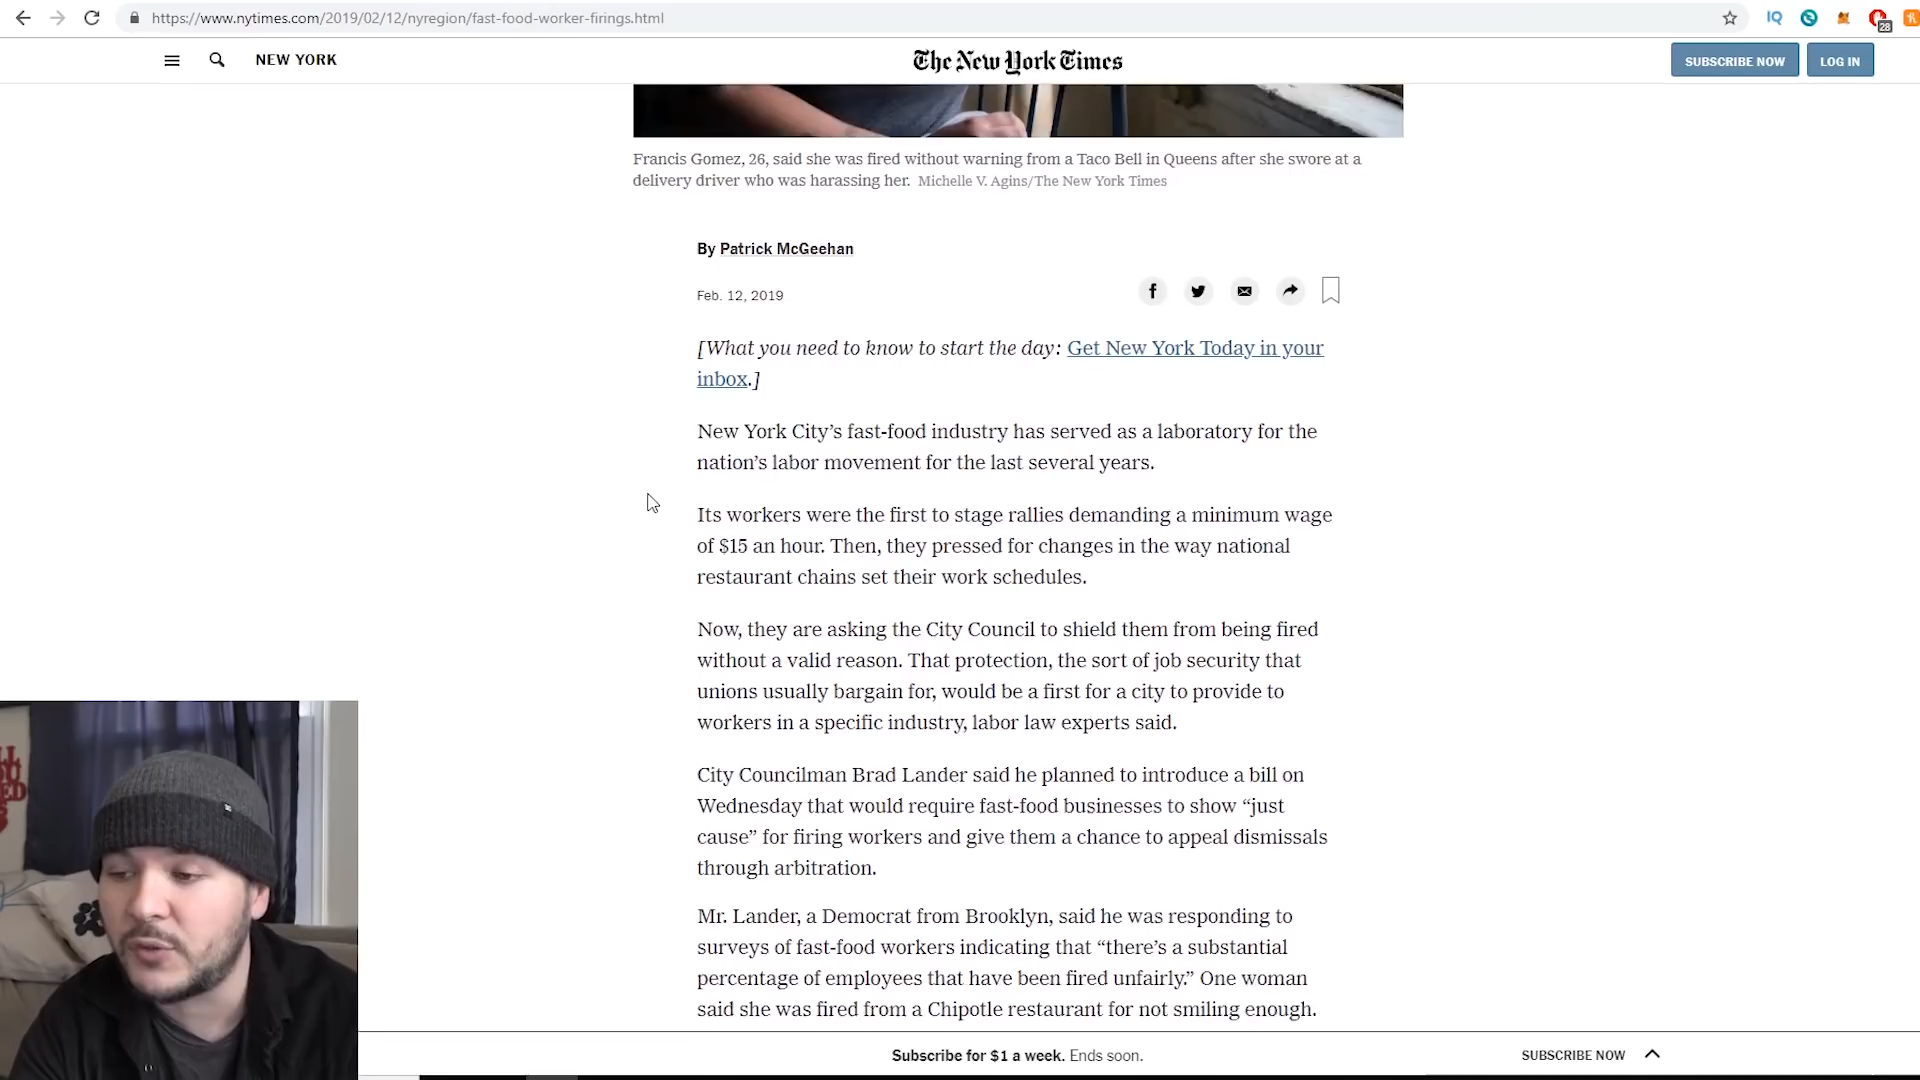 https://www.nytimes.com/2019/02/12/nyregion/fast-food-worker-firings.html
IQ
28
NEW YORK
The New York Times
SUBSCRIBE NOW
LOG IN
Francis Gomez, 26, said she was fired without warning from a Taco Bell in Queens after she swore at a
delivery driver who was harassing her. Michelle V. Agins/The New York Times
By Patrick McGeehan
Feb. 12, 2019
[What you need to know to start the day: Get New York Today in your
inbox.]
New York City’s fast-food industry has served as a laboratory for the
nation’s labor movement for the last several years.
Its workers were the first to stage rallies demanding a minimum wage
of $15 an hour. Then, they pressed for changes in the way national
restaurant chains set their work schedules.
Now, they are asking the City Council to shield them from being fired
without a valid reason. That protection, the sort of job security that
unions usually bargain for, would be a first for a city to provide to
workers in a specific industry, labor law experts said.
City Councilman Brad Lander said he planned to introduce a bill on
Wednesday that would require fast-food businesses to show “just
cause” for firing workers and give them a chance to appeal dismissals
through arbitration.
Mr. Lander, a Democrat from Brooklyn, said he was responding to
surveys of fast-food workers indicating that “there’s a substantial
percentage of employees that have been fired unfairly.” One woman
said she was fired from a Chipotle restaurant for not smiling enough.
Subscribe for $1 a week. Ends soon.
SUBSCRIBE NOW